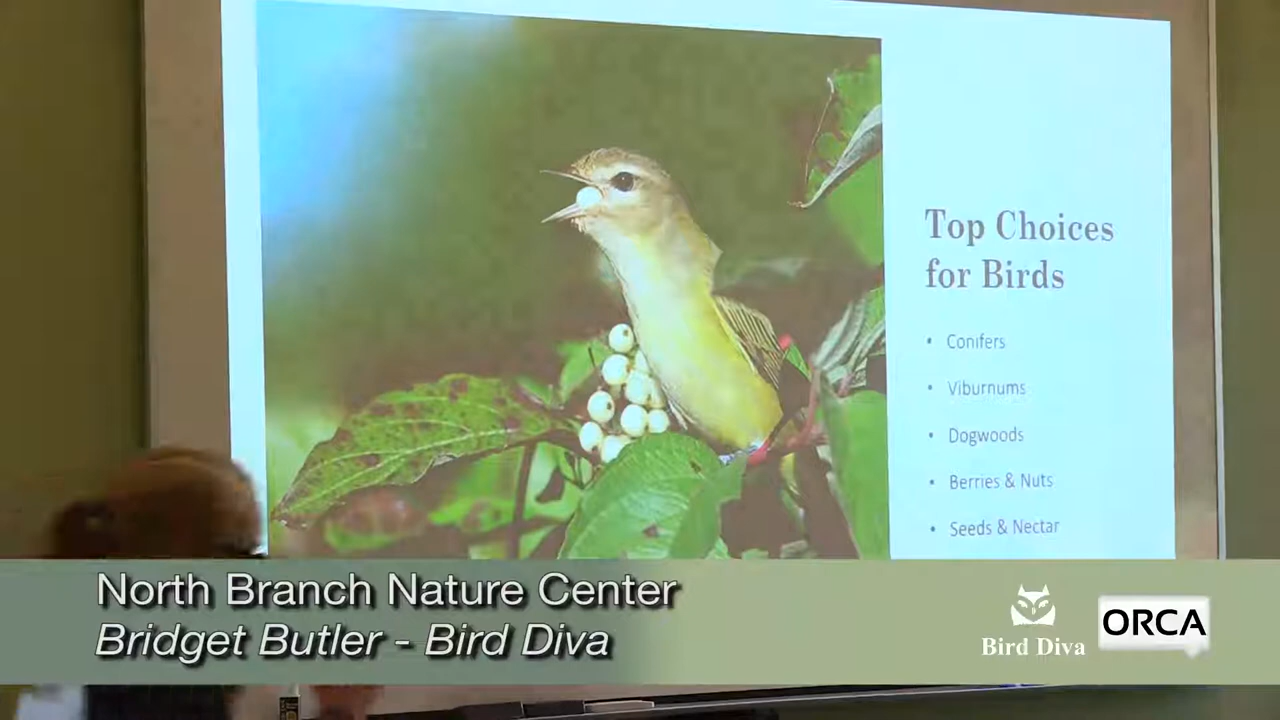 Top Choices
for Birds
• Conifers
• Viburnums
• Dogwoods
• Berries & Nuts
• Seeds & Nectar
North Branch Nature Center
Bridget Butler - Bird Diva
Bird Diva
ORCA